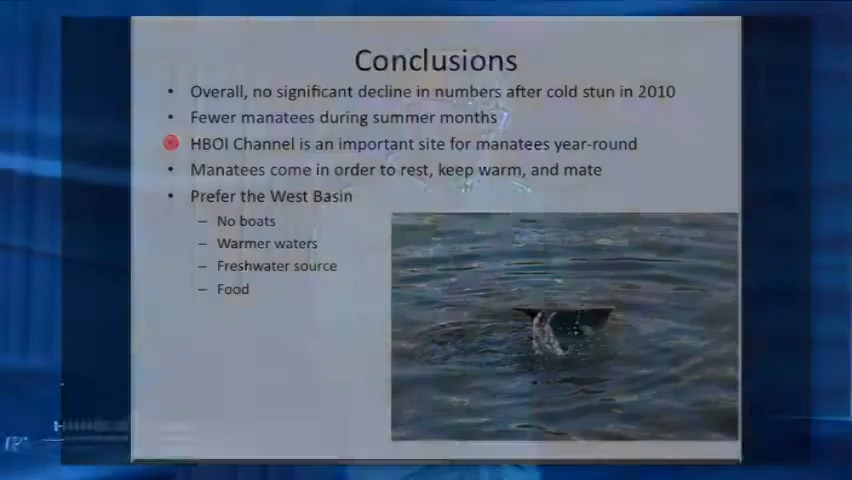 Conclusions
• Overall, no significant decline in numbers after cold stun in 2010
• Fewer manatees during summer months
• HBOI Channel is an important site for manatees year-round
• Manatees come in order to rest, keep warm, and mate
• Prefer the West Basin
– No boats
– Warmer waters
– Freshwater source
– Food